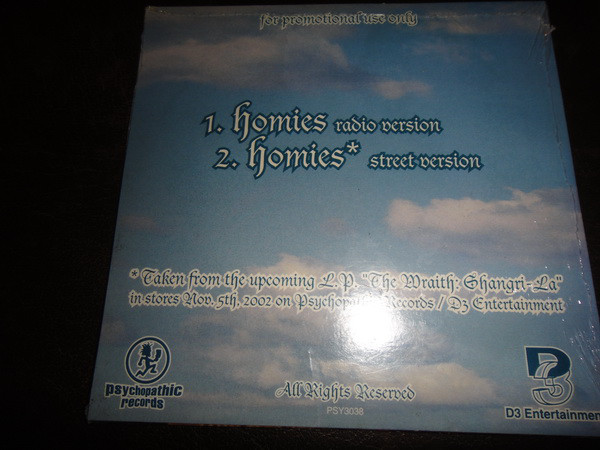 for promotional use only
1. homies radio version
2. homies* street version
* Taken from the upcoming L.P. "The Wraith: Shangri-La"
in stores Nov. 5th, 2002 on Psychopathic Records / D3 Entertainment
psychopathic
records
All Rights Reserved
PSY3038
D3
D3 Entertainmen